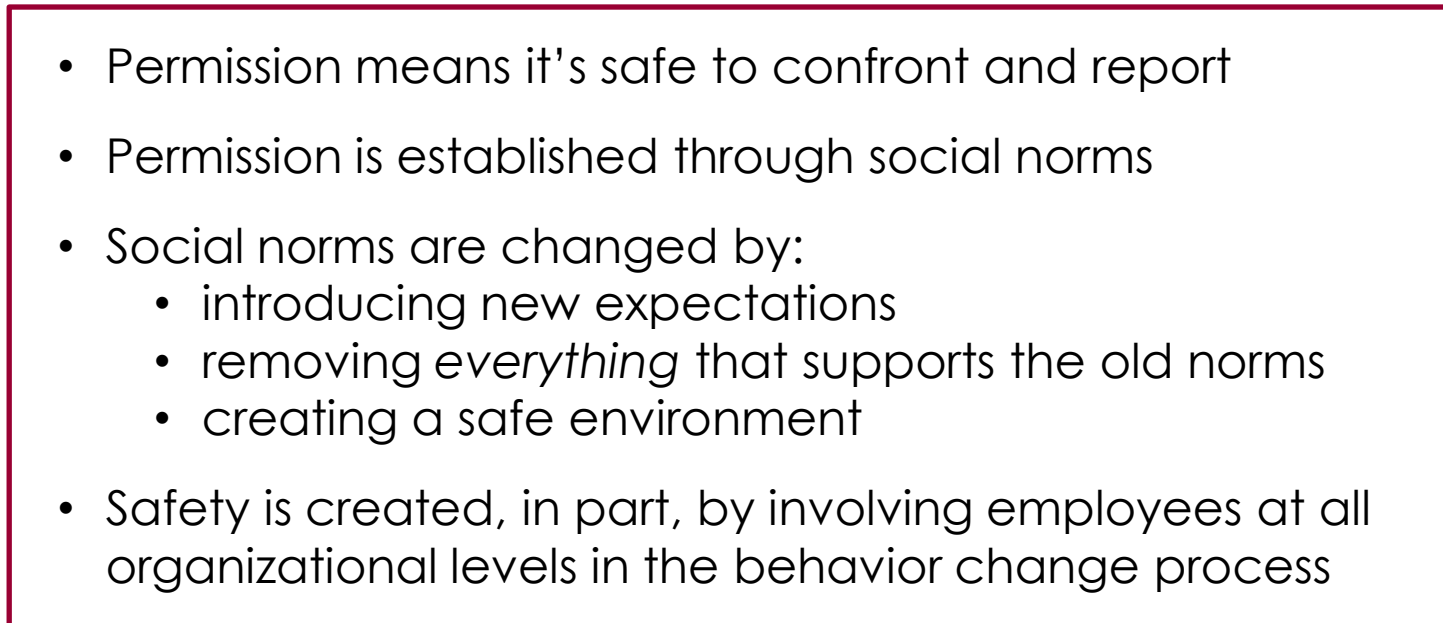 • Permission means it’s safe to confront and report
• Permission is established through social norms
• Social norms are changed by:
• introducing new expectations
• removing everything that supports the old norms
• creating a safe environment
• Safety is created, in part, by involving employees at all
organizational levels in the behavior change process